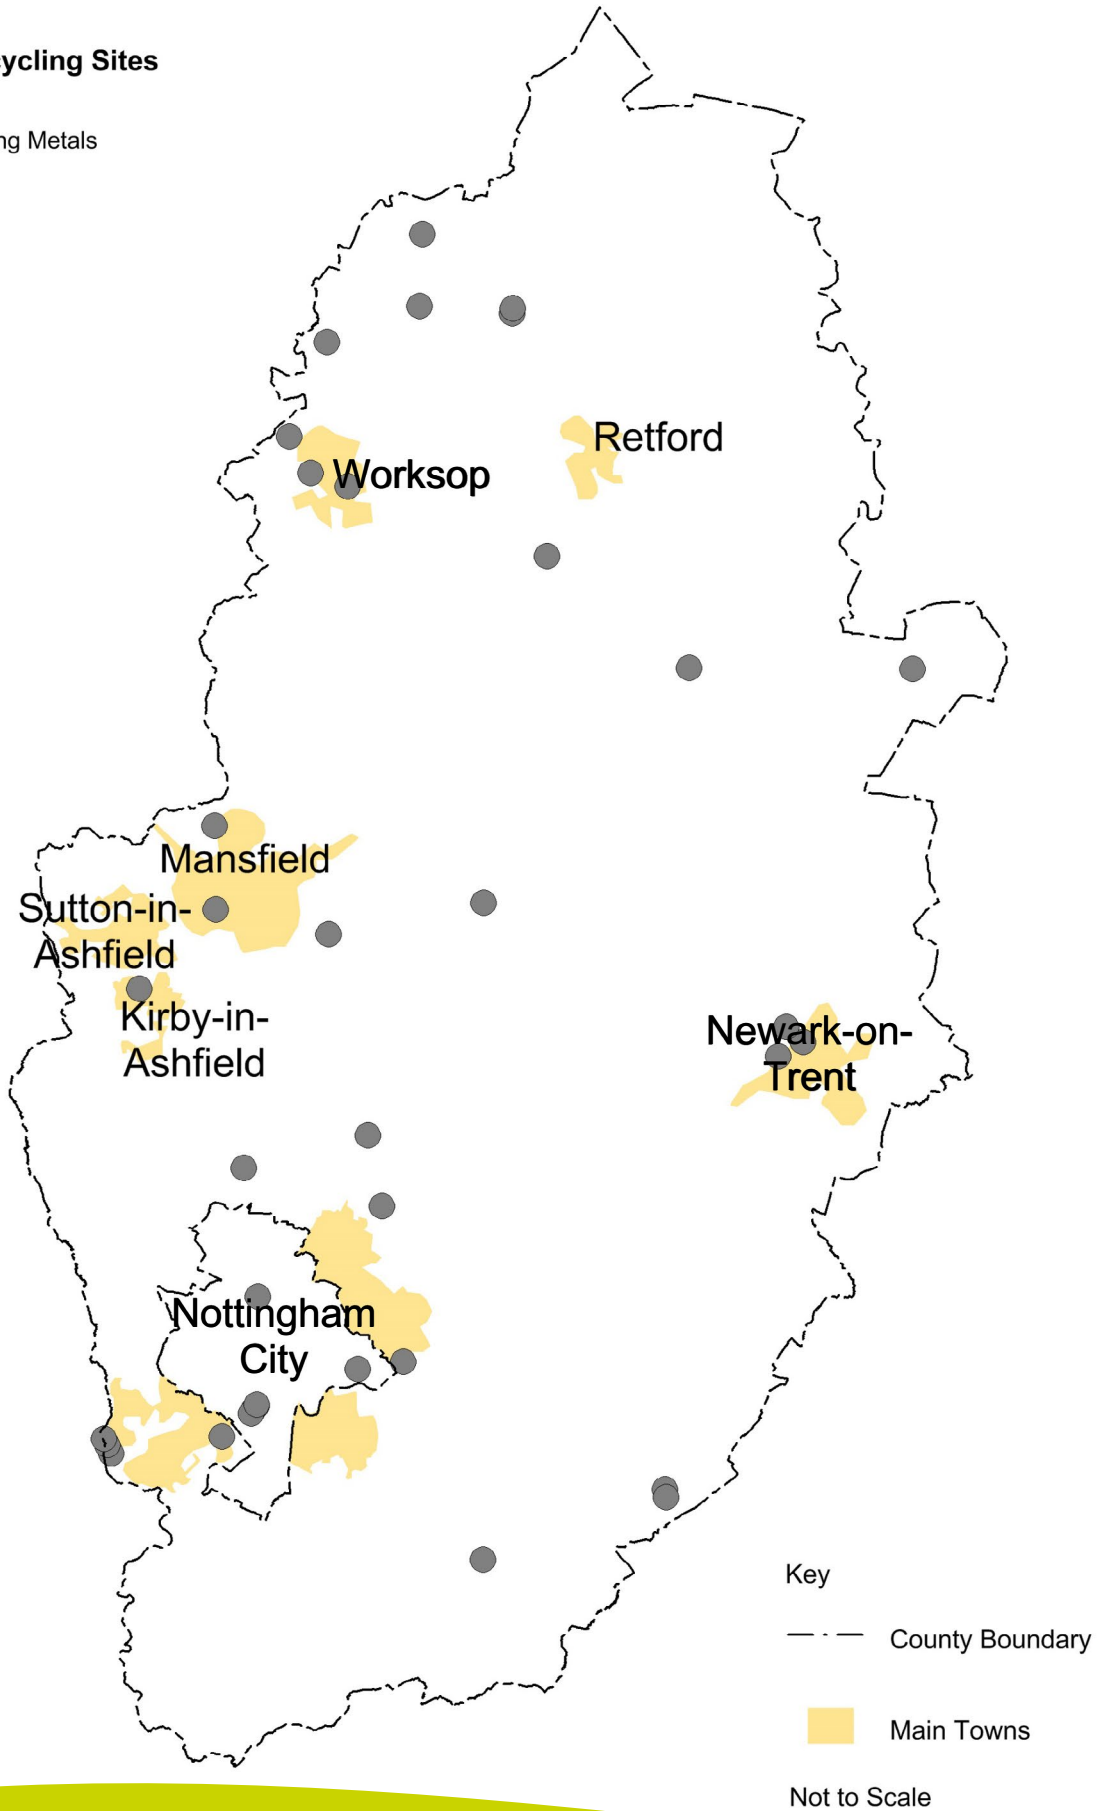 cycling Sites
ng Metals
Retford
Worksop
Mansfield
Sutton-in-
Ashfield
Kirby-in-
Ashfield
Newark-on-
Trent
Nottingham
City
Key
County Boundary
Main Towns
Not to Scale